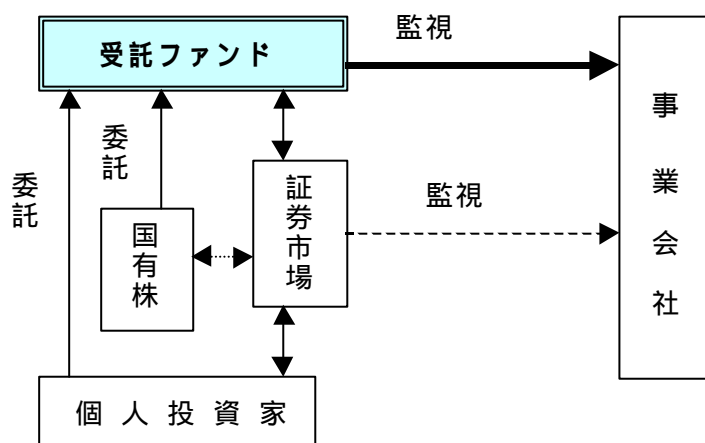 受託ファンド
監視
事業会社
委託
委託
国有株
証券市場
監視
個人投資家